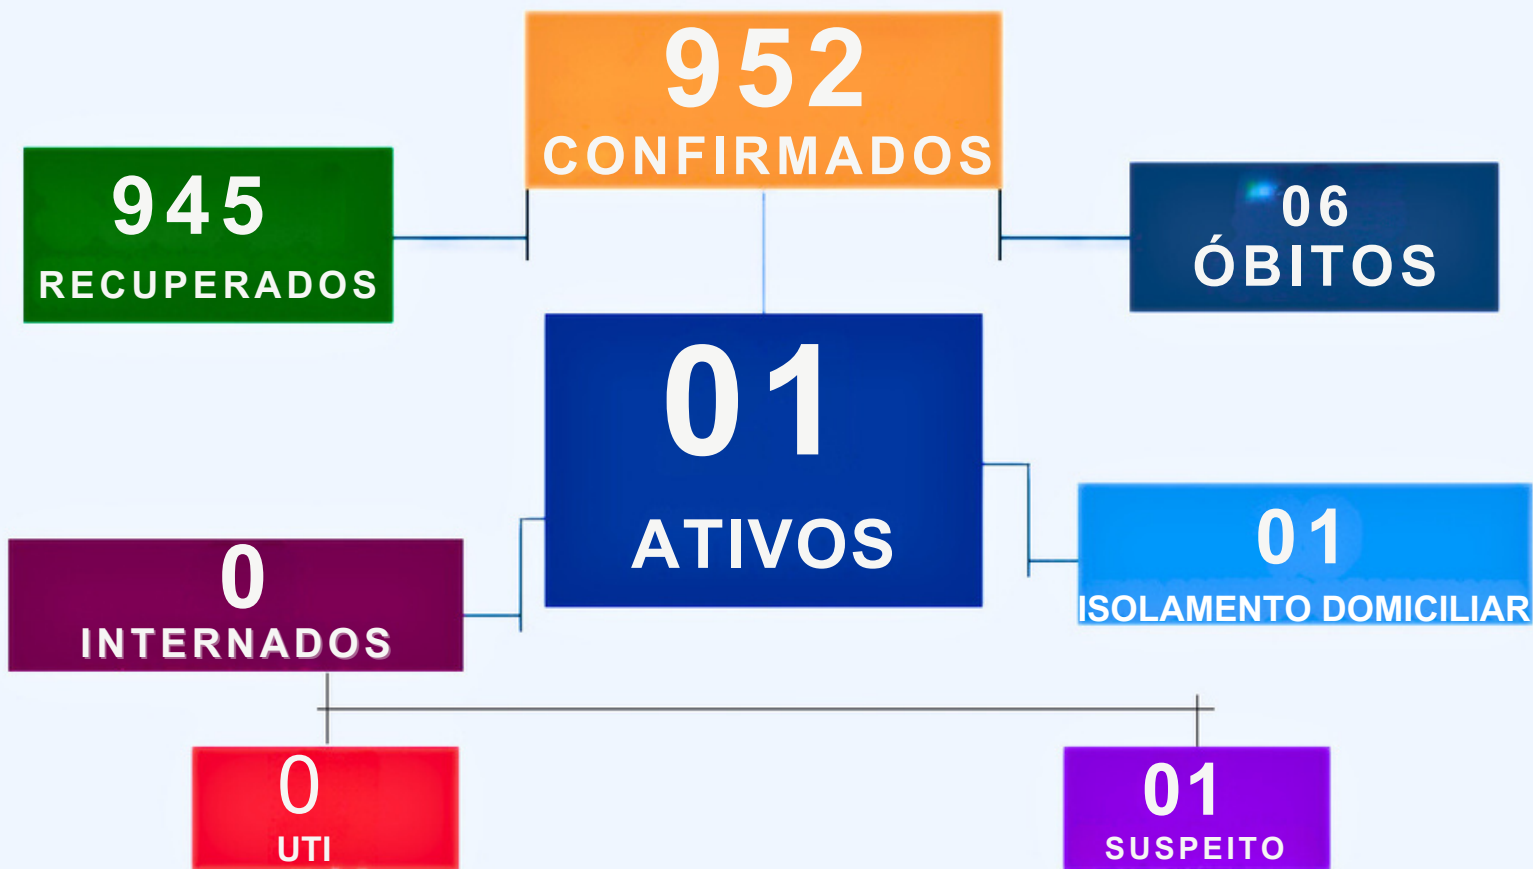 952
CONFIRMADOS
945
RECUPERADOS
06
ÓBITOS
01
ATIVOS
0
INTERNADOS
01
ISOLAMENTO DOMICILIAR
0
UTI
01
SUSPEITO